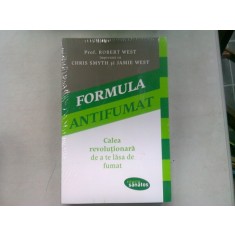 Prof. ROBERT WEST
CHRIS SMYTH și JAMIE WEST
FORMULA
ANTIFUMAT
Calea
revoluționară
de a te lăsa de
fumat
sănătos